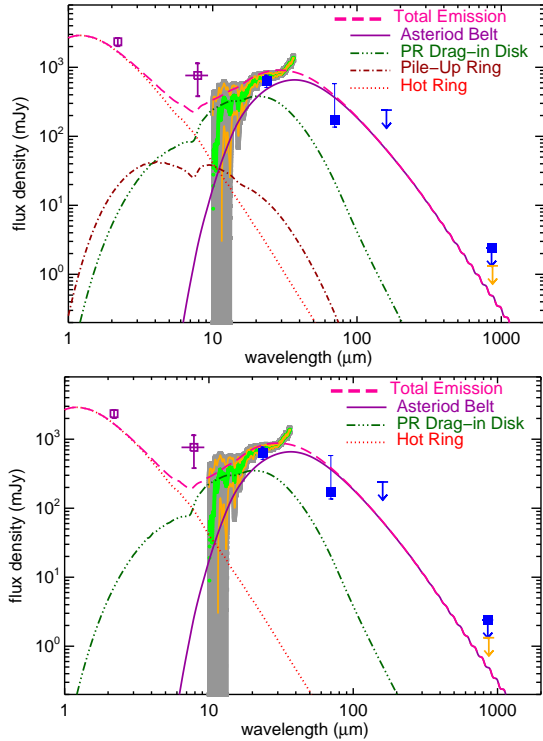 Total Emission
Asteriod Belt
PR Drag−in Disk
Pile−Up Ring
Hot Ring
10⁴
10³
10²
10¹
10⁰
flux density (mJy)
1 10 100 1000
wavelength (μm)
Total Emission
Asteriod Belt
PR Drag−in Disk
Hot Ring
10⁴
10³
10²
10¹
10⁰
flux density (mJy)
1 10 100 1000
wavelength (μm)